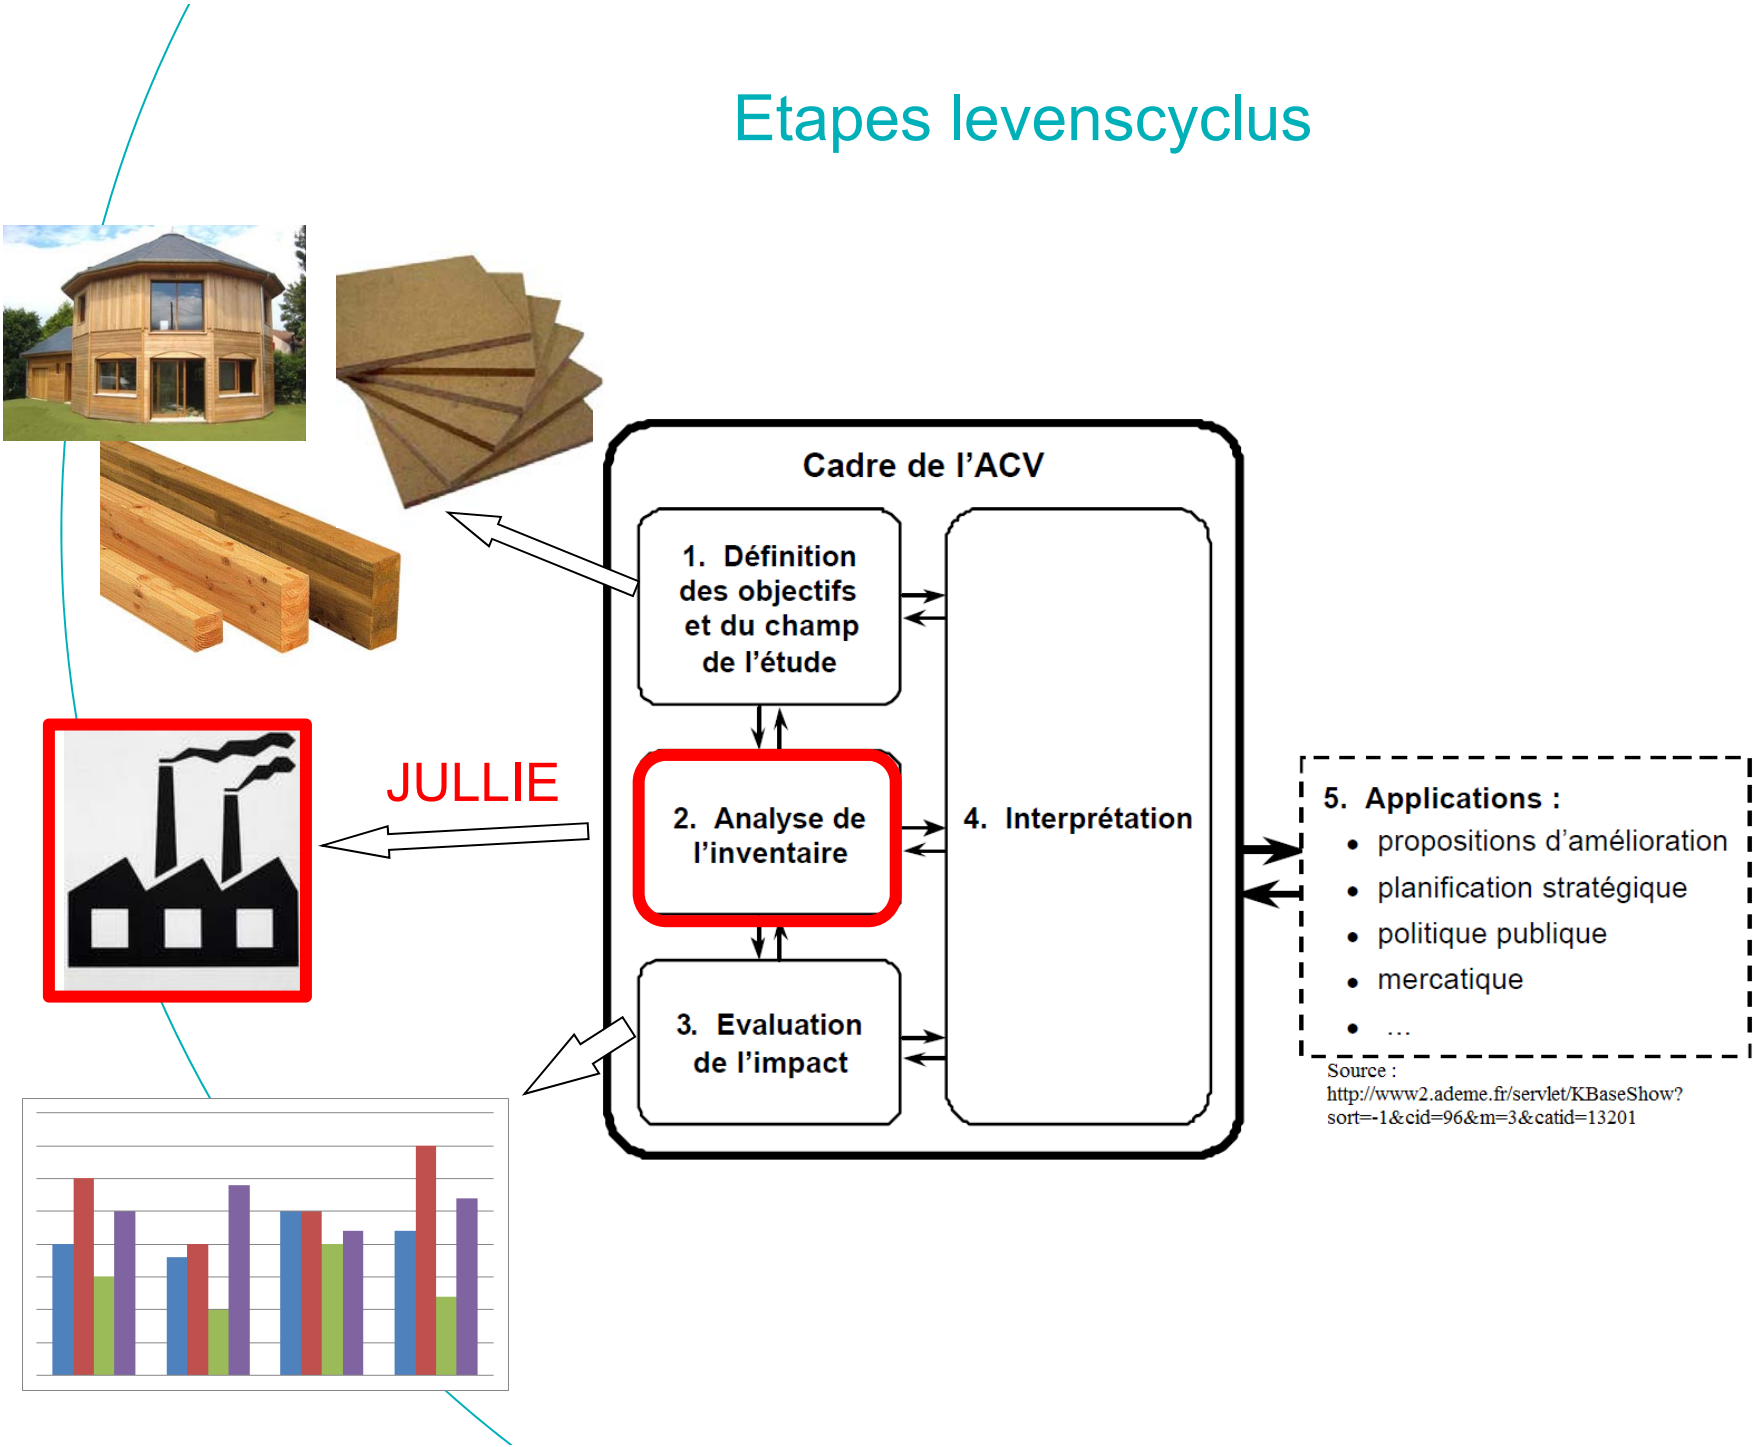 Etapes levenscyclus
Cadre de l’ACV
1. Définition
des objectifs
et du champ
de l’étude
JULLIE
2. Analyse de
l’inventaire
3. Evaluation
de l’impact
4. Interprétation
5. Applications :
• propositions d’amélioration
• planification stratégique
• politique publique
• mercatique
• ...
Source :
http://www2.ademe.fr/servlet/KBaseShow?
sort=-1&cid=96&m=3&catid=13201